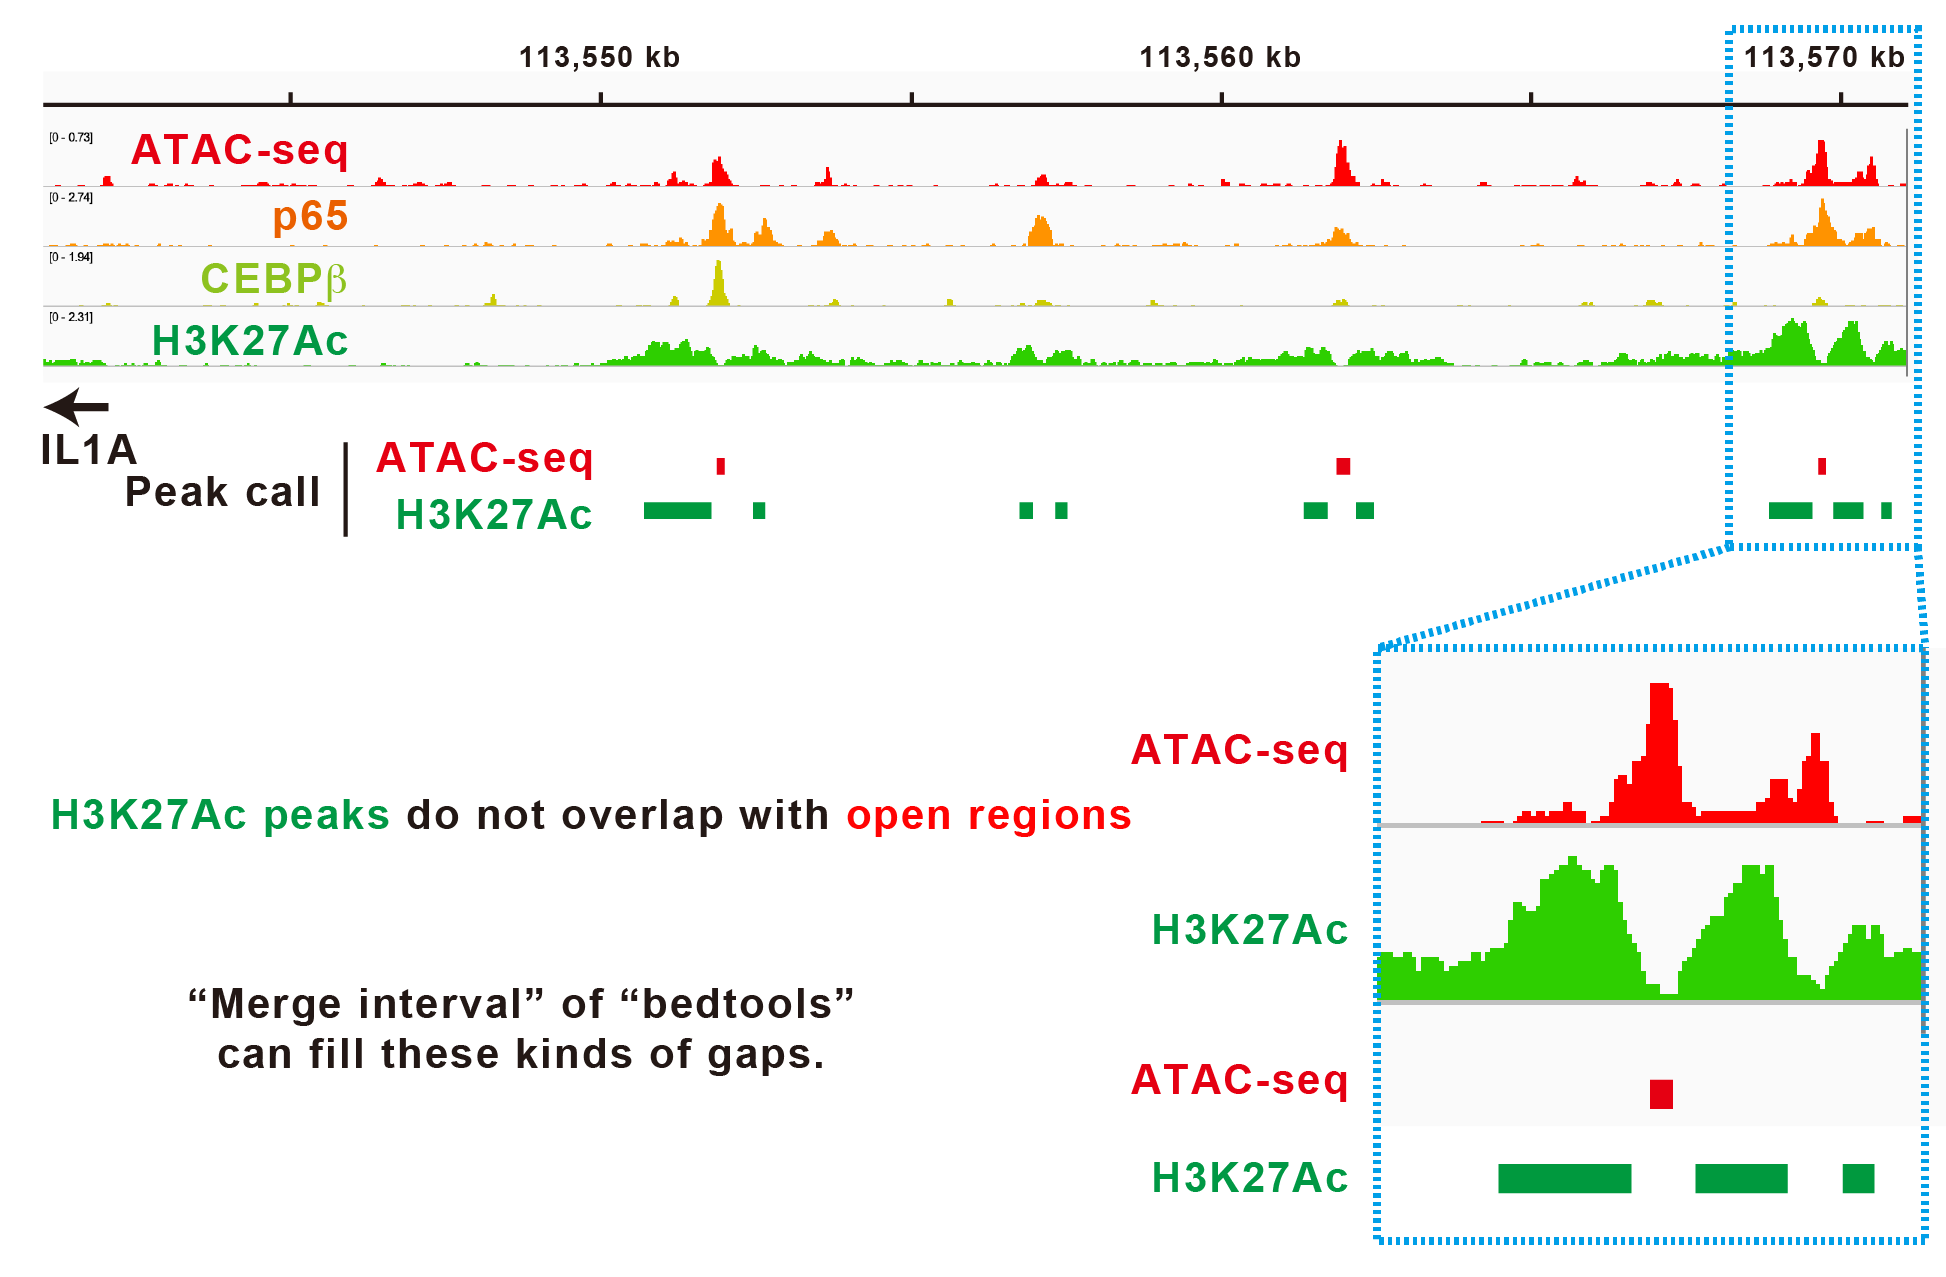 113,550 kb
113,560 kb
113,570 kb
[0 - 0.73]
ATAC-seq
[0 - 2.74]
p65
[0 - 1.94]
CEBPβ
[0 - 2.31]
H3K27Ac
IL1A
Peak call
ATAC-seq
H3K27Ac
ATAC-seq
H3K27Ac peaks do not overlap with open regions
H3K27Ac
“Merge interval” of “bedtools”
can fill these kinds of gaps.
ATAC-seq
H3K27Ac